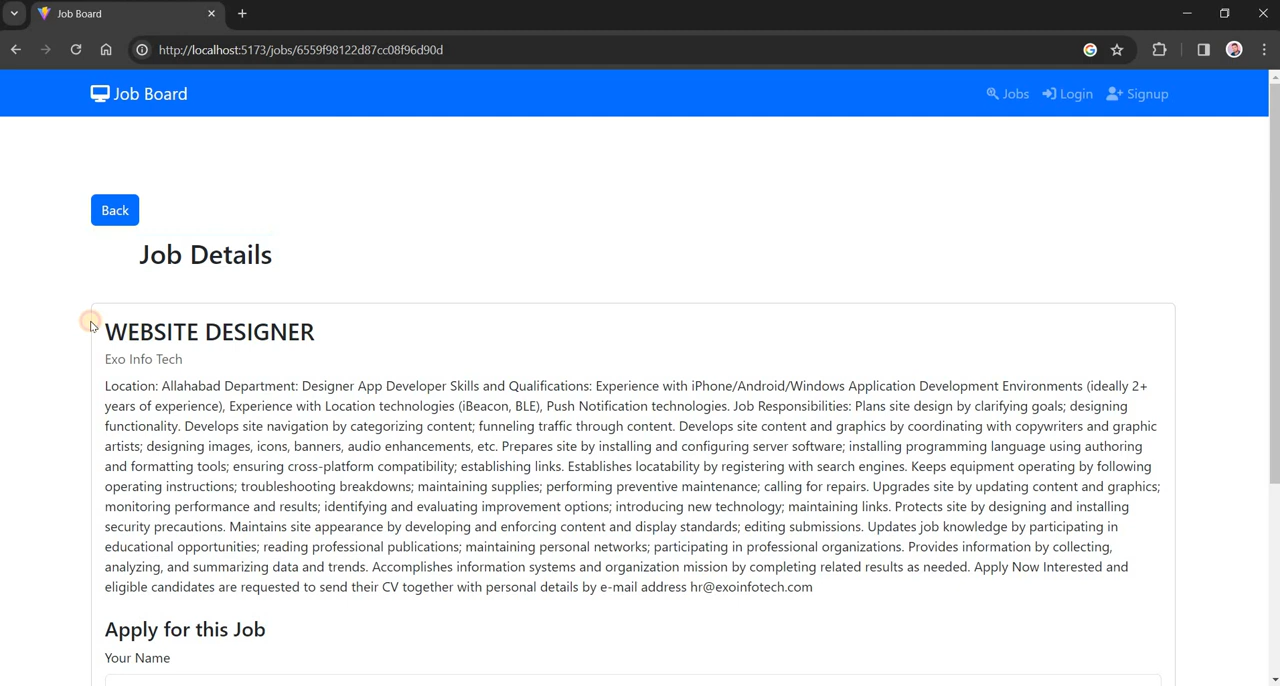 Job Board
http://localhost:5173/jobs/6559f98122d87cc08f96d90d
Job Board
Jobs
Login
Signup
Back
Job Details
WEBSITE DESIGNER
Exo Info Tech
Location: Allahabad Department: Designer App Developer Skills and Qualifications: Experience with iPhone/Android/Windows Application Development Environments (ideally 2+
years of experience), Experience with Location technologies (iBeacon, BLE), Push Notification technologies. Job Responsibilities: Plans site design by clarifying goals; designing
functionality. Develops site navigation by categorizing content; funneling traffic through content. Develops site content and graphics by coordinating with copywriters and graphic
artists; designing images, icons, banners, audio enhancements, etc. Prepares site by installing and configuring server software; installing programming language using authoring
and formatting tools; ensuring cross-platform compatibility; establishing links. Establishes locatability by registering with search engines. Keeps equipment operating by following
operating instructions; troubleshooting breakdowns; maintaining supplies; performing preventive maintenance; calling for repairs. Upgrades site by updating content and graphics;
monitoring performance and results; identifying and evaluating improvement options; introducing new technology; maintaining links. Protects site by designing and installing
security precautions. Maintains site appearance by developing and enforcing content and display standards; editing submissions. Updates job knowledge by participating in
educational opportunities; reading professional publications; maintaining personal networks; participating in professional organizations. Provides information by collecting,
analyzing, and summarizing data and trends. Accomplishes information systems and organization mission by completing related results as needed. Apply Now Interested and
eligible candidates are requested to send their CV together with personal details by e-mail address hr@exoinfotech.com
Apply for this Job
Your Name